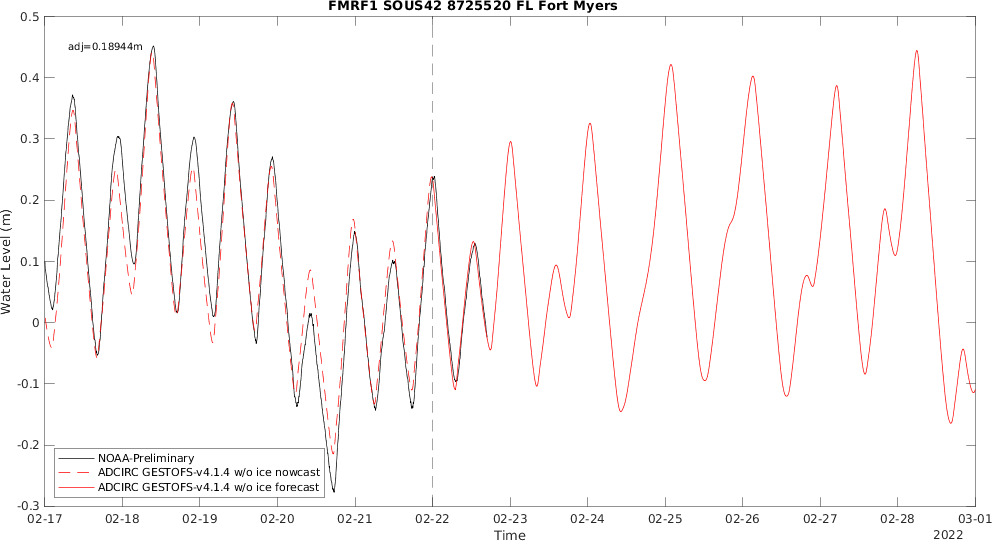 FMRF1 SOUS42 8725520 FL Fort Myers
adj=0.18944m
0.5
0.4
0.3
0.2
0.1
0
-0.1
-0.2
-0.3
Water Level (m)
NOAA-Preliminary
ADCIRC GESTOFS-v4.1.4 w/o ice nowcast
ADCIRC GESTOFS-v4.1.4 w/o ice forecast
02-17 02-18 02-19 02-20 02-21 02-22 02-23 02-24 02-25 02-26 02-27 02-28 03-01
Time
2022